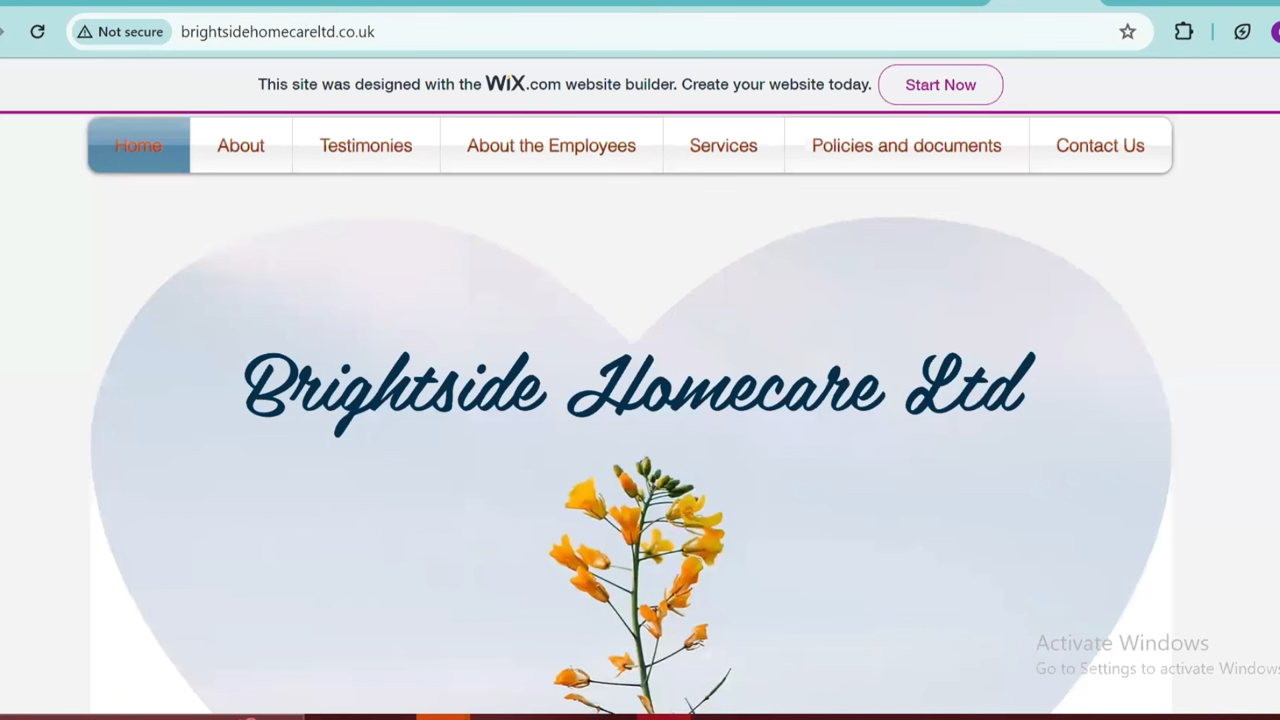 Not secure brightsidehomecareltd.co.uk
This site was designed with the WiX.com website builder. Create your website today. Start Now
Home About Testimonies About the Employees Services Policies and documents Contact Us
Brightside Homecare Ltd
Activate Windows
Go to Settings to activate Windows